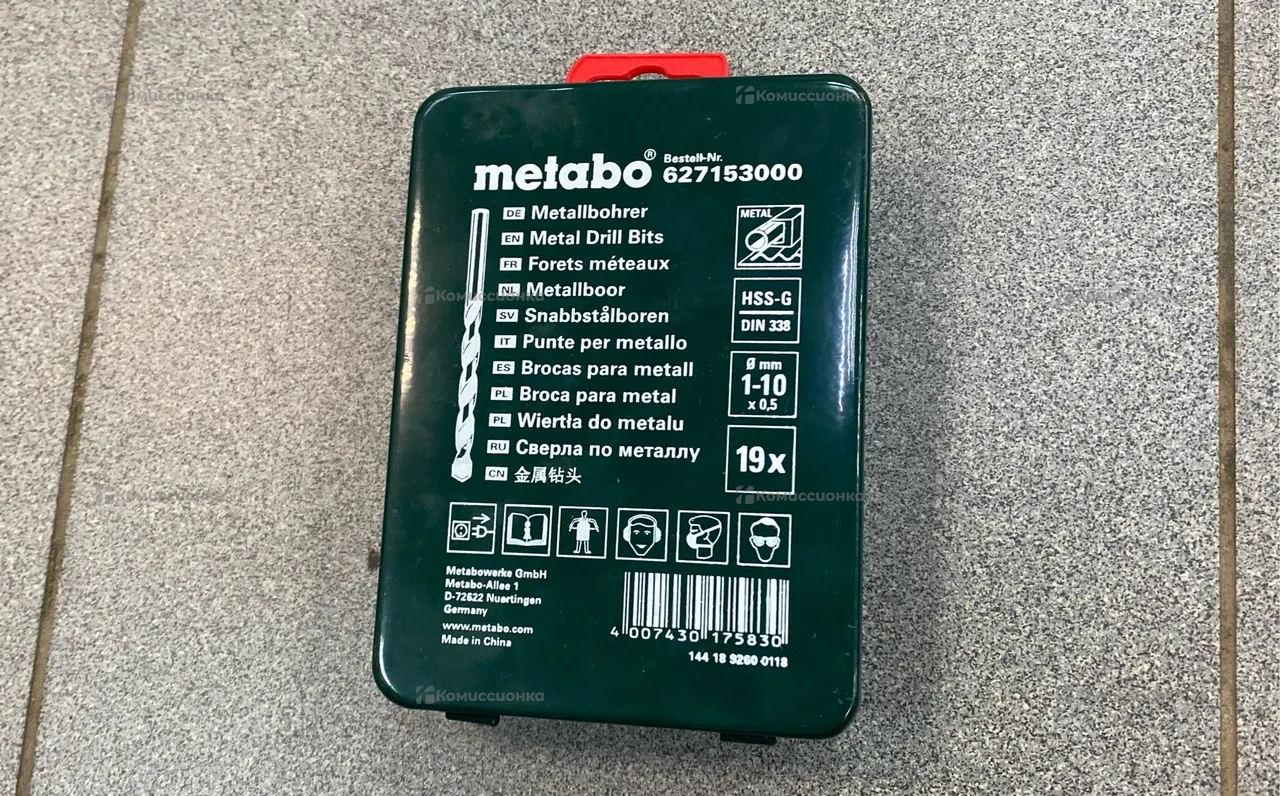 Комиссионка
metabo® Bestell-Nr.
627153000
DE Metallbohrer
EN Metal Drill Bits
FR Forets méteaux
NL Metallboor
SV Snabbstålboren
IT Punte per metallo
ES Brocas para metall
PL Broca para metal
PL Wiertła do metalu
RU Сверла по металлу
CN 金属钻头
METAL
HSS-G
DIN 338
Ø mm
1-10
x 0,5
19x
Комиссионка
Комиссионка
Комиссионка
Metabowerke GmbH
Metabo-Allee 1
D-72622 Nuertingen
Germany
www.metabo.com
Made in China
4 007430 175830
144 18 9260 0118
Комиссионка